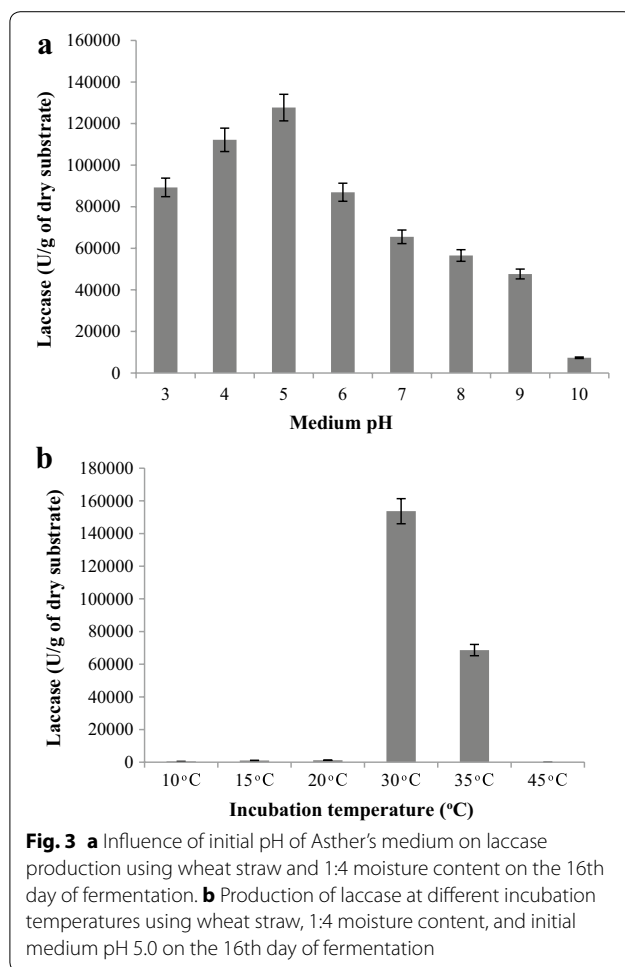 a
Laccase (U/g of dry substrate)
160000
140000
120000
100000
80000
60000
40000
20000
0
3 4 5 6 7 8 9 10
Medium pH
b
Laccase (U/g of dry substrate)
180000
160000
140000
120000
100000
80000
60000
40000
20000
0
10°C 15°C 20°C 30°C 35°C 45°C
Incubation temperature (°C)
Fig. 3 a Influence of initial pH of Asther's medium on laccase
production using wheat straw and 1:4 moisture content on the 16th
day of fermentation. b Production of laccase at different incubation
temperatures using wheat straw, 1:4 moisture content, and initial
medium pH 5.0 on the 16th day of fermentation